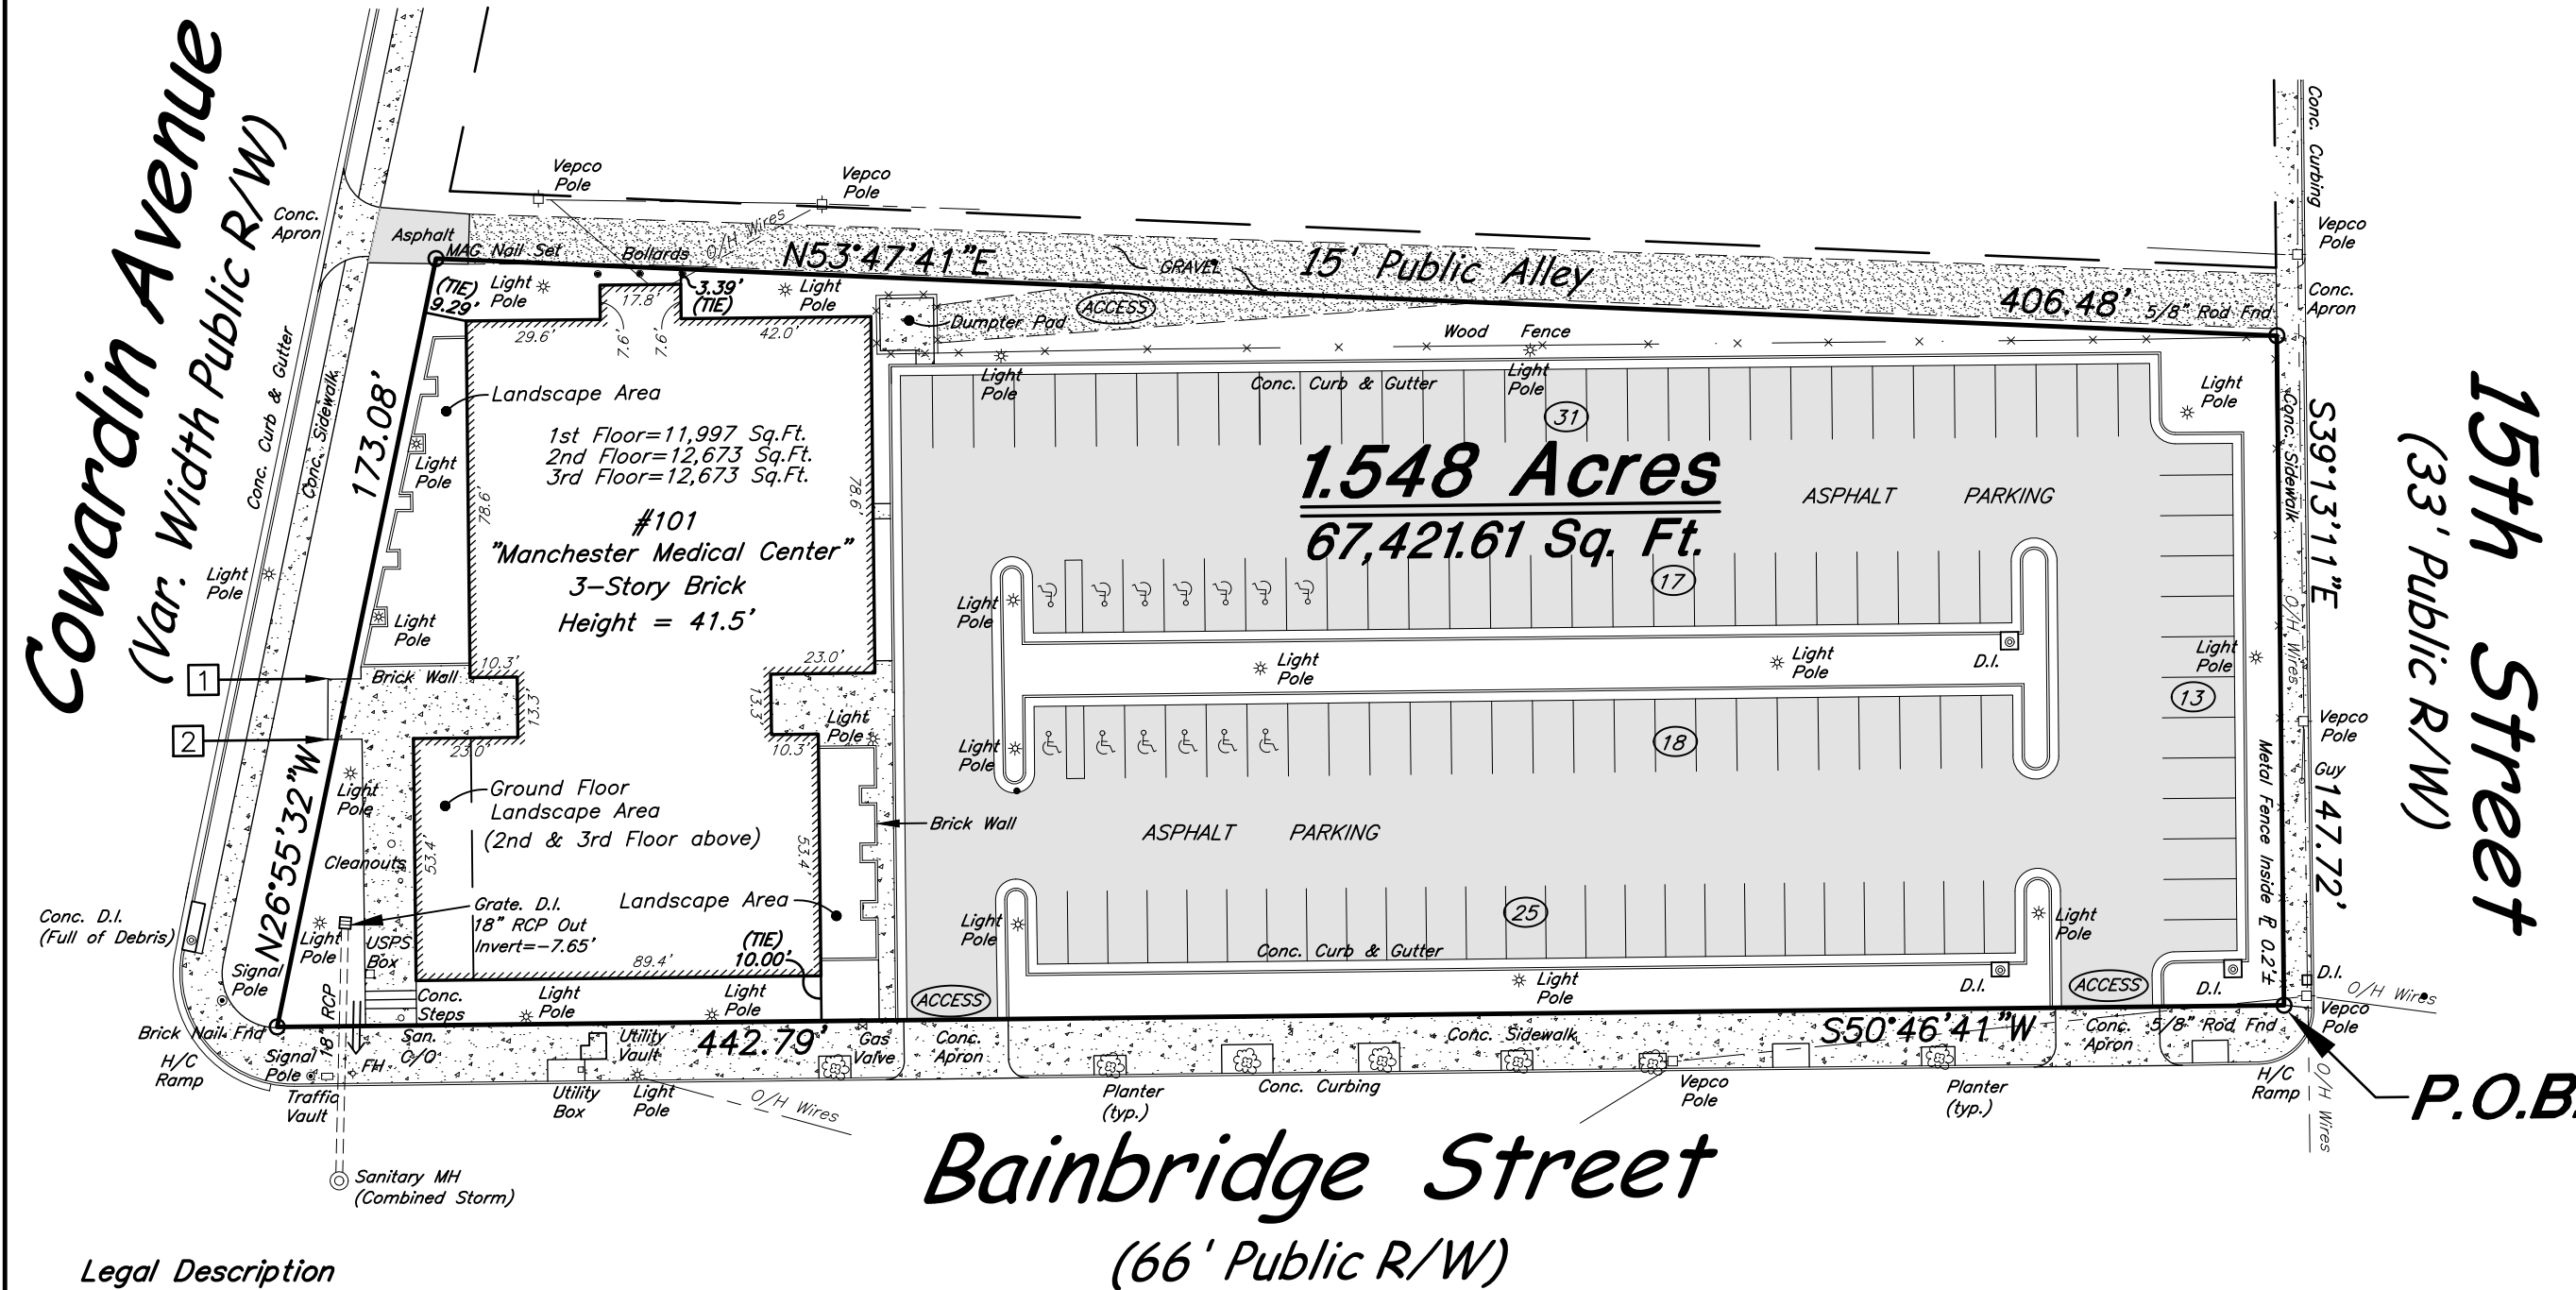 Cowardin Avenue
(Var. Width Public R/W)
Conc. Curb & Gutter
Conc. Sidewalk
Conc.
Apron
Asphalt
MAG Nail Set
Vepco
Pole
Vepco
Pole
Bollards
O/H Wires
N53°47'41"E
GRAVEL
15' Public Alley
406.48'
5/8" Rod Fnd
Conc. Curbing
Vepco
Pole
Conc.
Apron
(TIE)
9.29'
Light
Pole
17.8'
3.39'
(TIE)
Light
Pole
29.6'
7.6'
7.6'
42.0'
Dumpter Pad
ACCESS
Wood Fence
Light
Pole
Light
Pole
Conc. Curb & Gutter
Light
Pole
173.08'
Landscape Area
1st Floor=11,997 Sq.Ft.
2nd Floor=12,673 Sq.Ft.
3rd Floor=12,673 Sq.Ft.
78.6'
78.6'
#101
"Manchester Medical Center"
3-Story Brick
Height = 41.5'
Light
Pole
Light
Pole
Light
Pole
31
1.548 Acres
67,421.61 Sq. Ft.
ASPHALT PARKING
17
Light
Pole
Light
Pole
Light
Pole
D.I.
Light
Pole
13
Conc. Sidewalk
S39°13'11"E
O/H Wires
15th Street
(33' Public R/W)
1
Brick Wall
10.3'
23.0'
13.3'
13.3'
2
23.0'
10.3'
Light
Pole
Light
Pole
18
Vepco
Pole
Guy
147.72'
Metal Fence Inside ℙL 0.2'±
N26°55'32"W
Light
Pole
Ground Floor
Landscape Area
(2nd & 3rd Floor above)
Cleanouts
53.4'
53.4'
Brick Wall
ASPHALT PARKING
Landscape Area
Grate. D.I.
18" RCP Out
Invert=-7.65'
89.4'
(TIE)
10.00'
Conc. D.I.
(Full of Debris)
Light
Pole
USPS
Box
Signal
Pole
25
Light
Pole
Conc. Curb & Gutter
Light
Pole
Light
Pole
D.I.
ACCESS
ACCESS
D.I.
D.I.
O/H Wires
Vepco
Pole
Conc.
Steps
Light
Pole
Light
Pole
Brick Nail Fnd
18" RCP
San.
C/O
Utility
Vault
442.79'
Gas
Valve
Conc.
Apron
Conc. Sidewalk
S50°46'41"W
Conc.
Apron
5/8" Rod Fnd
H/C
Ramp
Signal
Pole
FH
Traffic
Vault
Utility
Box
Light
Pole
O/H Wires
Planter
(typ.)
Conc. Curbing
Vepco
Pole
Planter
(typ.)
H/C
Ramp
O/H Wires
P.O.B.
Sanitary MH
(Combined Storm)
Bainbridge Street
(66' Public R/W)
Legal Description